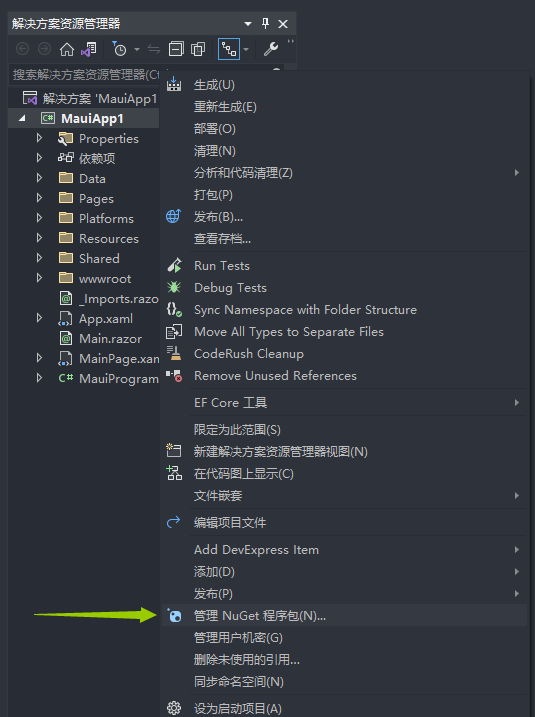 解决方案资源管理器
搜索解决方案资源管理器(Ct
解决方案 'MauiApp1
MauiApp1
Properties
依赖项
Data
Pages
Platforms
Resources
Shared
wwwroot
_Imports.razo
App.xaml
Main.razor
MainPage.xam
MauiProgram
生成(U)
重新生成(E)
部署(O)
清理(N)
分析和代码清理(Z)
打包(P)
发布(B)...
查看存档...
Run Tests
Debug Tests
Sync Namespace with Folder Structure
Move All Types to Separate Files
CodeRush Cleanup
Remove Unused References
EF Core 工具
限定为此范围(S)
新建解决方案资源管理器视图(N)
在代码图上显示(C)
文件嵌套
编辑项目文件
Add DevExpress Item
添加(D)
发布(P)
管理 NuGet 程序包(N)...
管理用户机密(G)
删除未使用的引用...
同步命名空间(N)
设为启动项目(A)